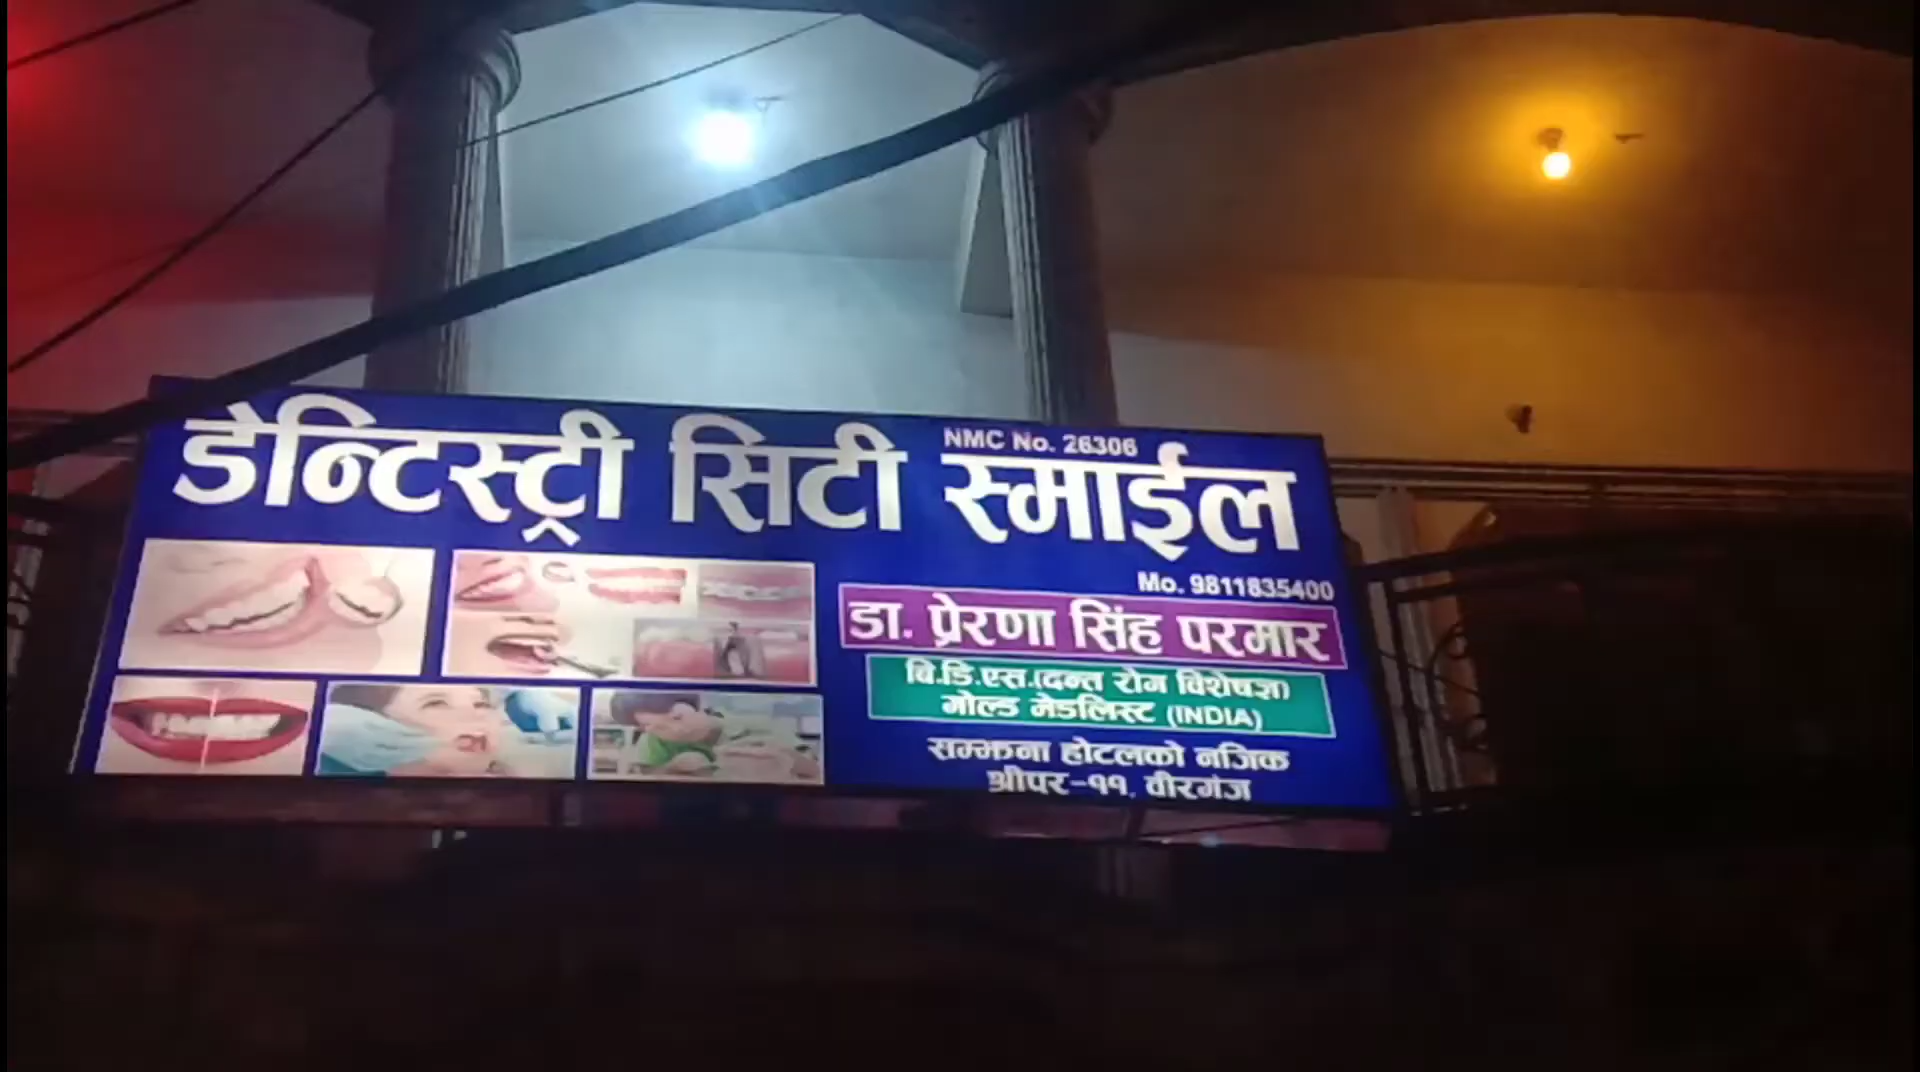 NMC No. 26306
डेन्टिस्ट्री सिटी स्माईल
Mo. 9811835400
डा. प्रेरणा सिंह परमार
बि.डि.एस.(दन्त रोग विशेषज्ञ)
गोल्ड मेडलिस्ट (INDIA)
सम्झना होटलको नजिक
श्रीपुर-११, वीरगंज